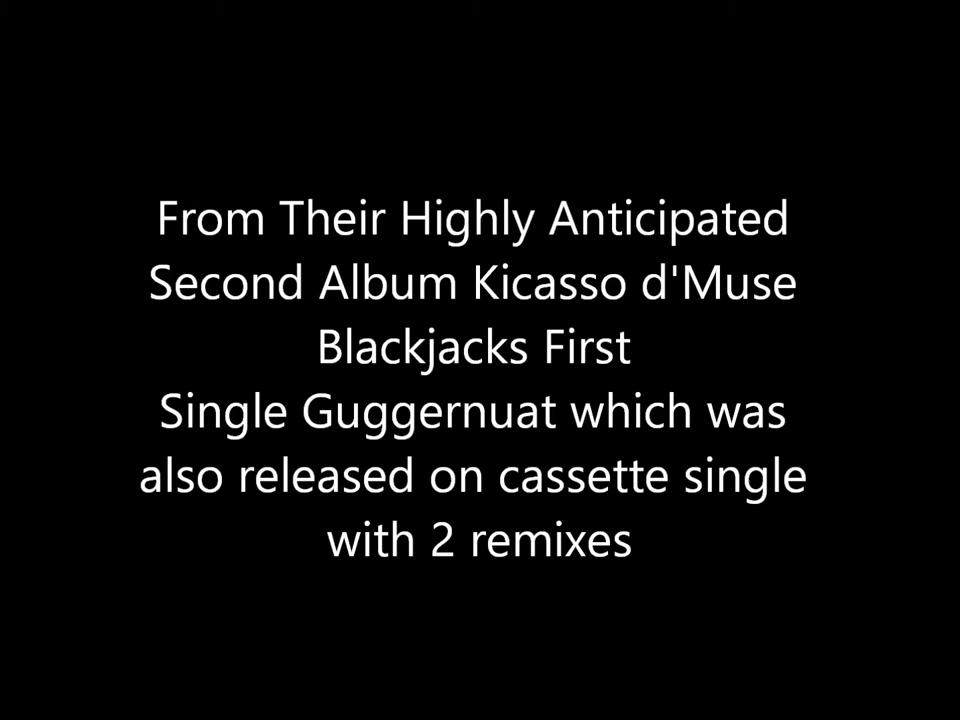 From Their Highly Anticipated
Second Album Kicasso d'Muse
Blackjacks First
Single Guggernuat which was
also released on cassette single
with 2 remixes